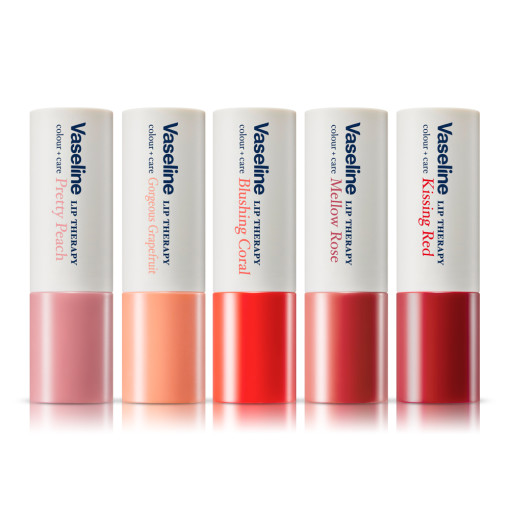 Vaseline LIP THERAPY
colour + care Pretty Peach
Vaseline LIP THERAPY
colour + care Gorgeous Grapefruit
Vaseline LIP THERAPY
colour + care Blushing Coral
Vaseline LIP THERAPY
colour + care Mellow Rose
Vaseline LIP THERAPY
colour + care Kissing Red